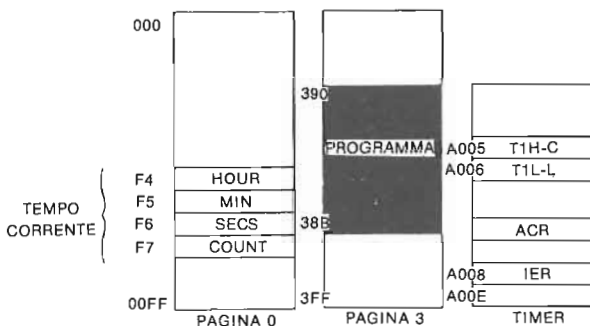 000
390
PROGRAMMA
A005 T1H-C
A006 T1L-L
F4 HOUR
F5 MIN
TEMPO
CORRENTE
F6 SECS
38B
ACR
F7 COUNT
A008 IER
00FF
3FF
A00E
PAGINA 0
PAGINA 3
TIMER